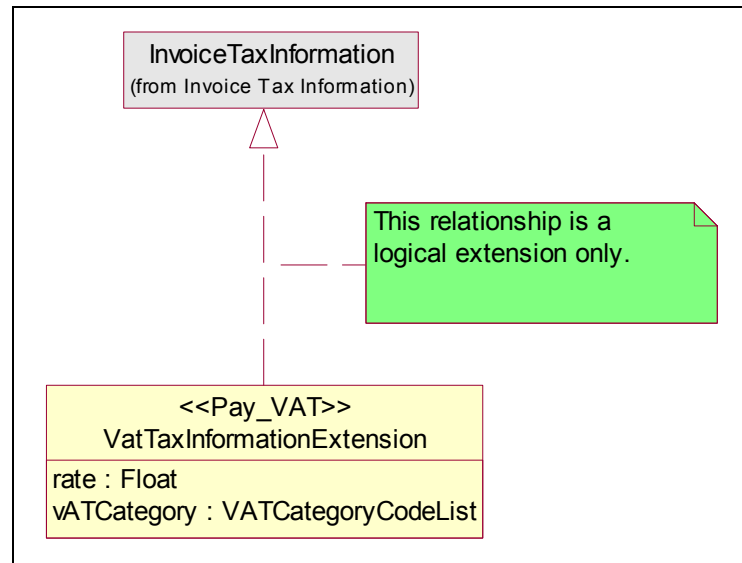 InvoiceTaxInformation
(from Invoice Tax Information)
This relationship is a
logical extension only.
<<Pay_VAT>>
VatTaxInformationExtension
rate : Float
vATCategory : VATCategoryCodeList